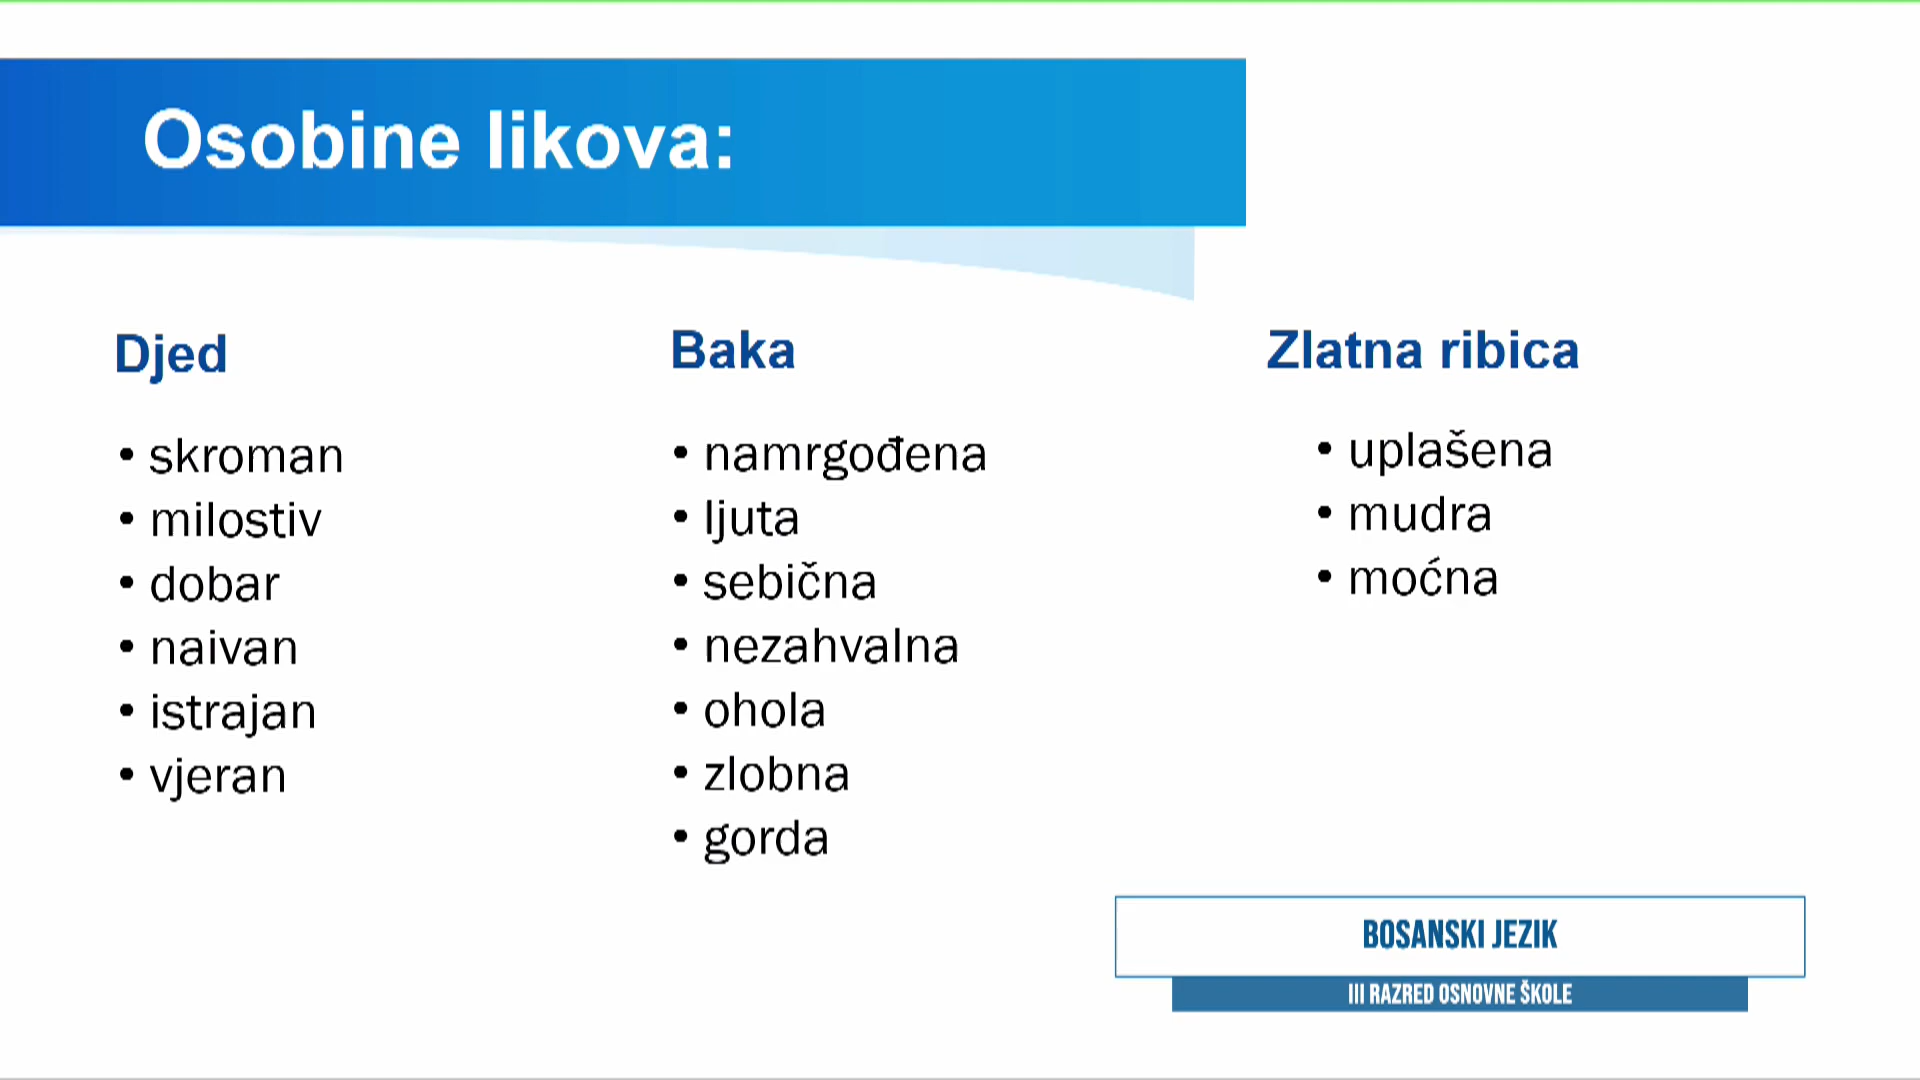 Osobine likova:
Djed
• skroman
• milostiv
• dobar
• naivan
• istrajan
• vjeran
Baka
• namrgođena
• ljuta
• sebična
• nezahvalna
• ohola
• zlobna
• gorda
Zlatna ribica
• uplašena
• mudra
• moćna
BOSANSKI JEZIK
III RAZRED OSNOVNE ŠKOLE